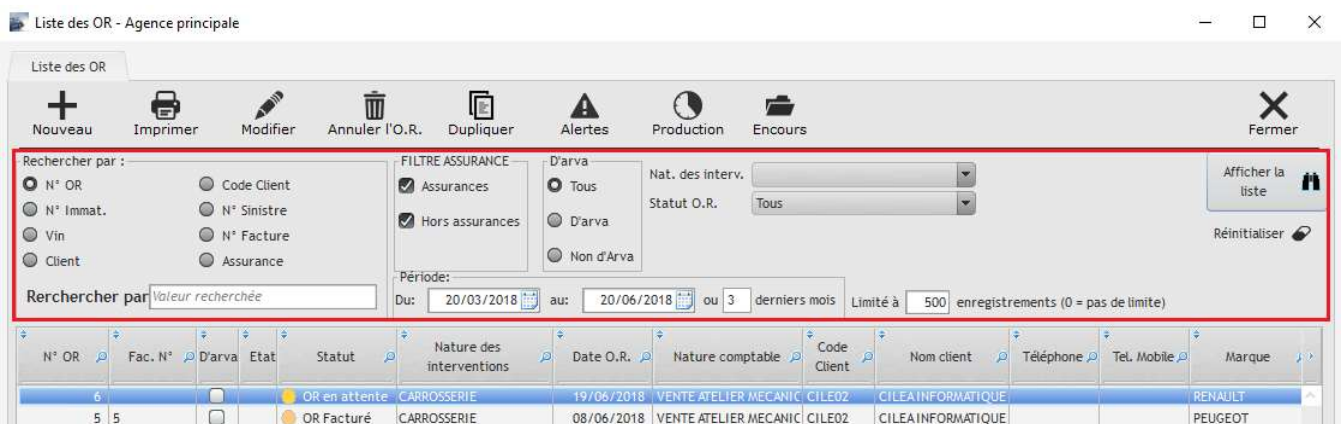 Liste des OR - Agence principale
Liste des OR
Nouveau Imprimer Modifier Annuler l'O.R. Dupliquer Alertes Production Encours Fermer
Rechercher par : FILTRE ASSURANCE D'arva
N° OR Code Client Assurances Tous Nat. des interv. Afficher la liste
N° Immat. N° Sinistre Hors assurances D'arva Statut O.R. Tous
Vin N° Facture Non d'Arva Réinitialiser
Client Assurance
Période:
Rerchercher par Valeur recherchée Du: 20/03/2018 au: 20/06/2018 ou 3 derniers mois Limité à 500 enregistrements (0 = pas de limite)
N° OR Fac. N° D'arva Etat Statut Nature des interventions Date O.R. Nature comptable Code Client Nom client Téléphone Tel. Mobile Marque
6 OR en attente CARROSSERIE 19/06/2018 VENTE ATELIER MECANIC CILE02 CILEA INFORMATIQUE RENAULT
5 5 OR Facturé CARROSSERIE 08/06/2018 VENTE ATELIER MECANIC CILE02 CILEA INFORMATIQUE PEUGEOT